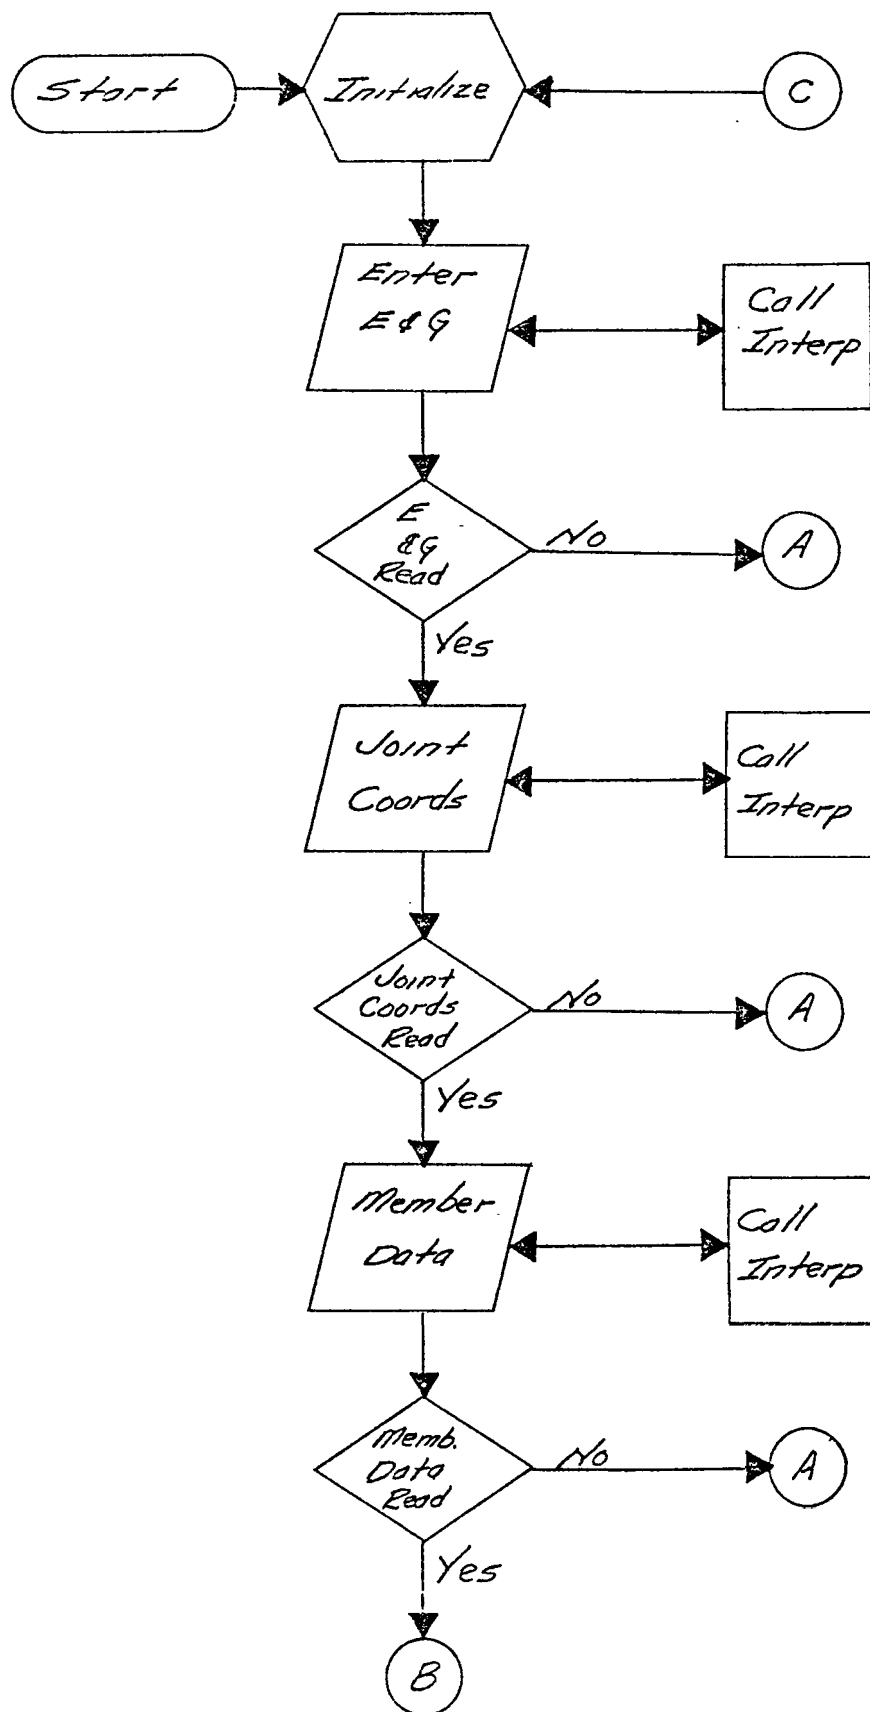 Start
Initialize
C
Enter
E & G
Call
Interp
E
&G
Read
No
A
Yes
Joint
Coords
Call
Interp
Joint
Coords
Read
No
A
Yes
Member
Data
Call
Interp
Memb.
Data
Read
No
A
Yes
B